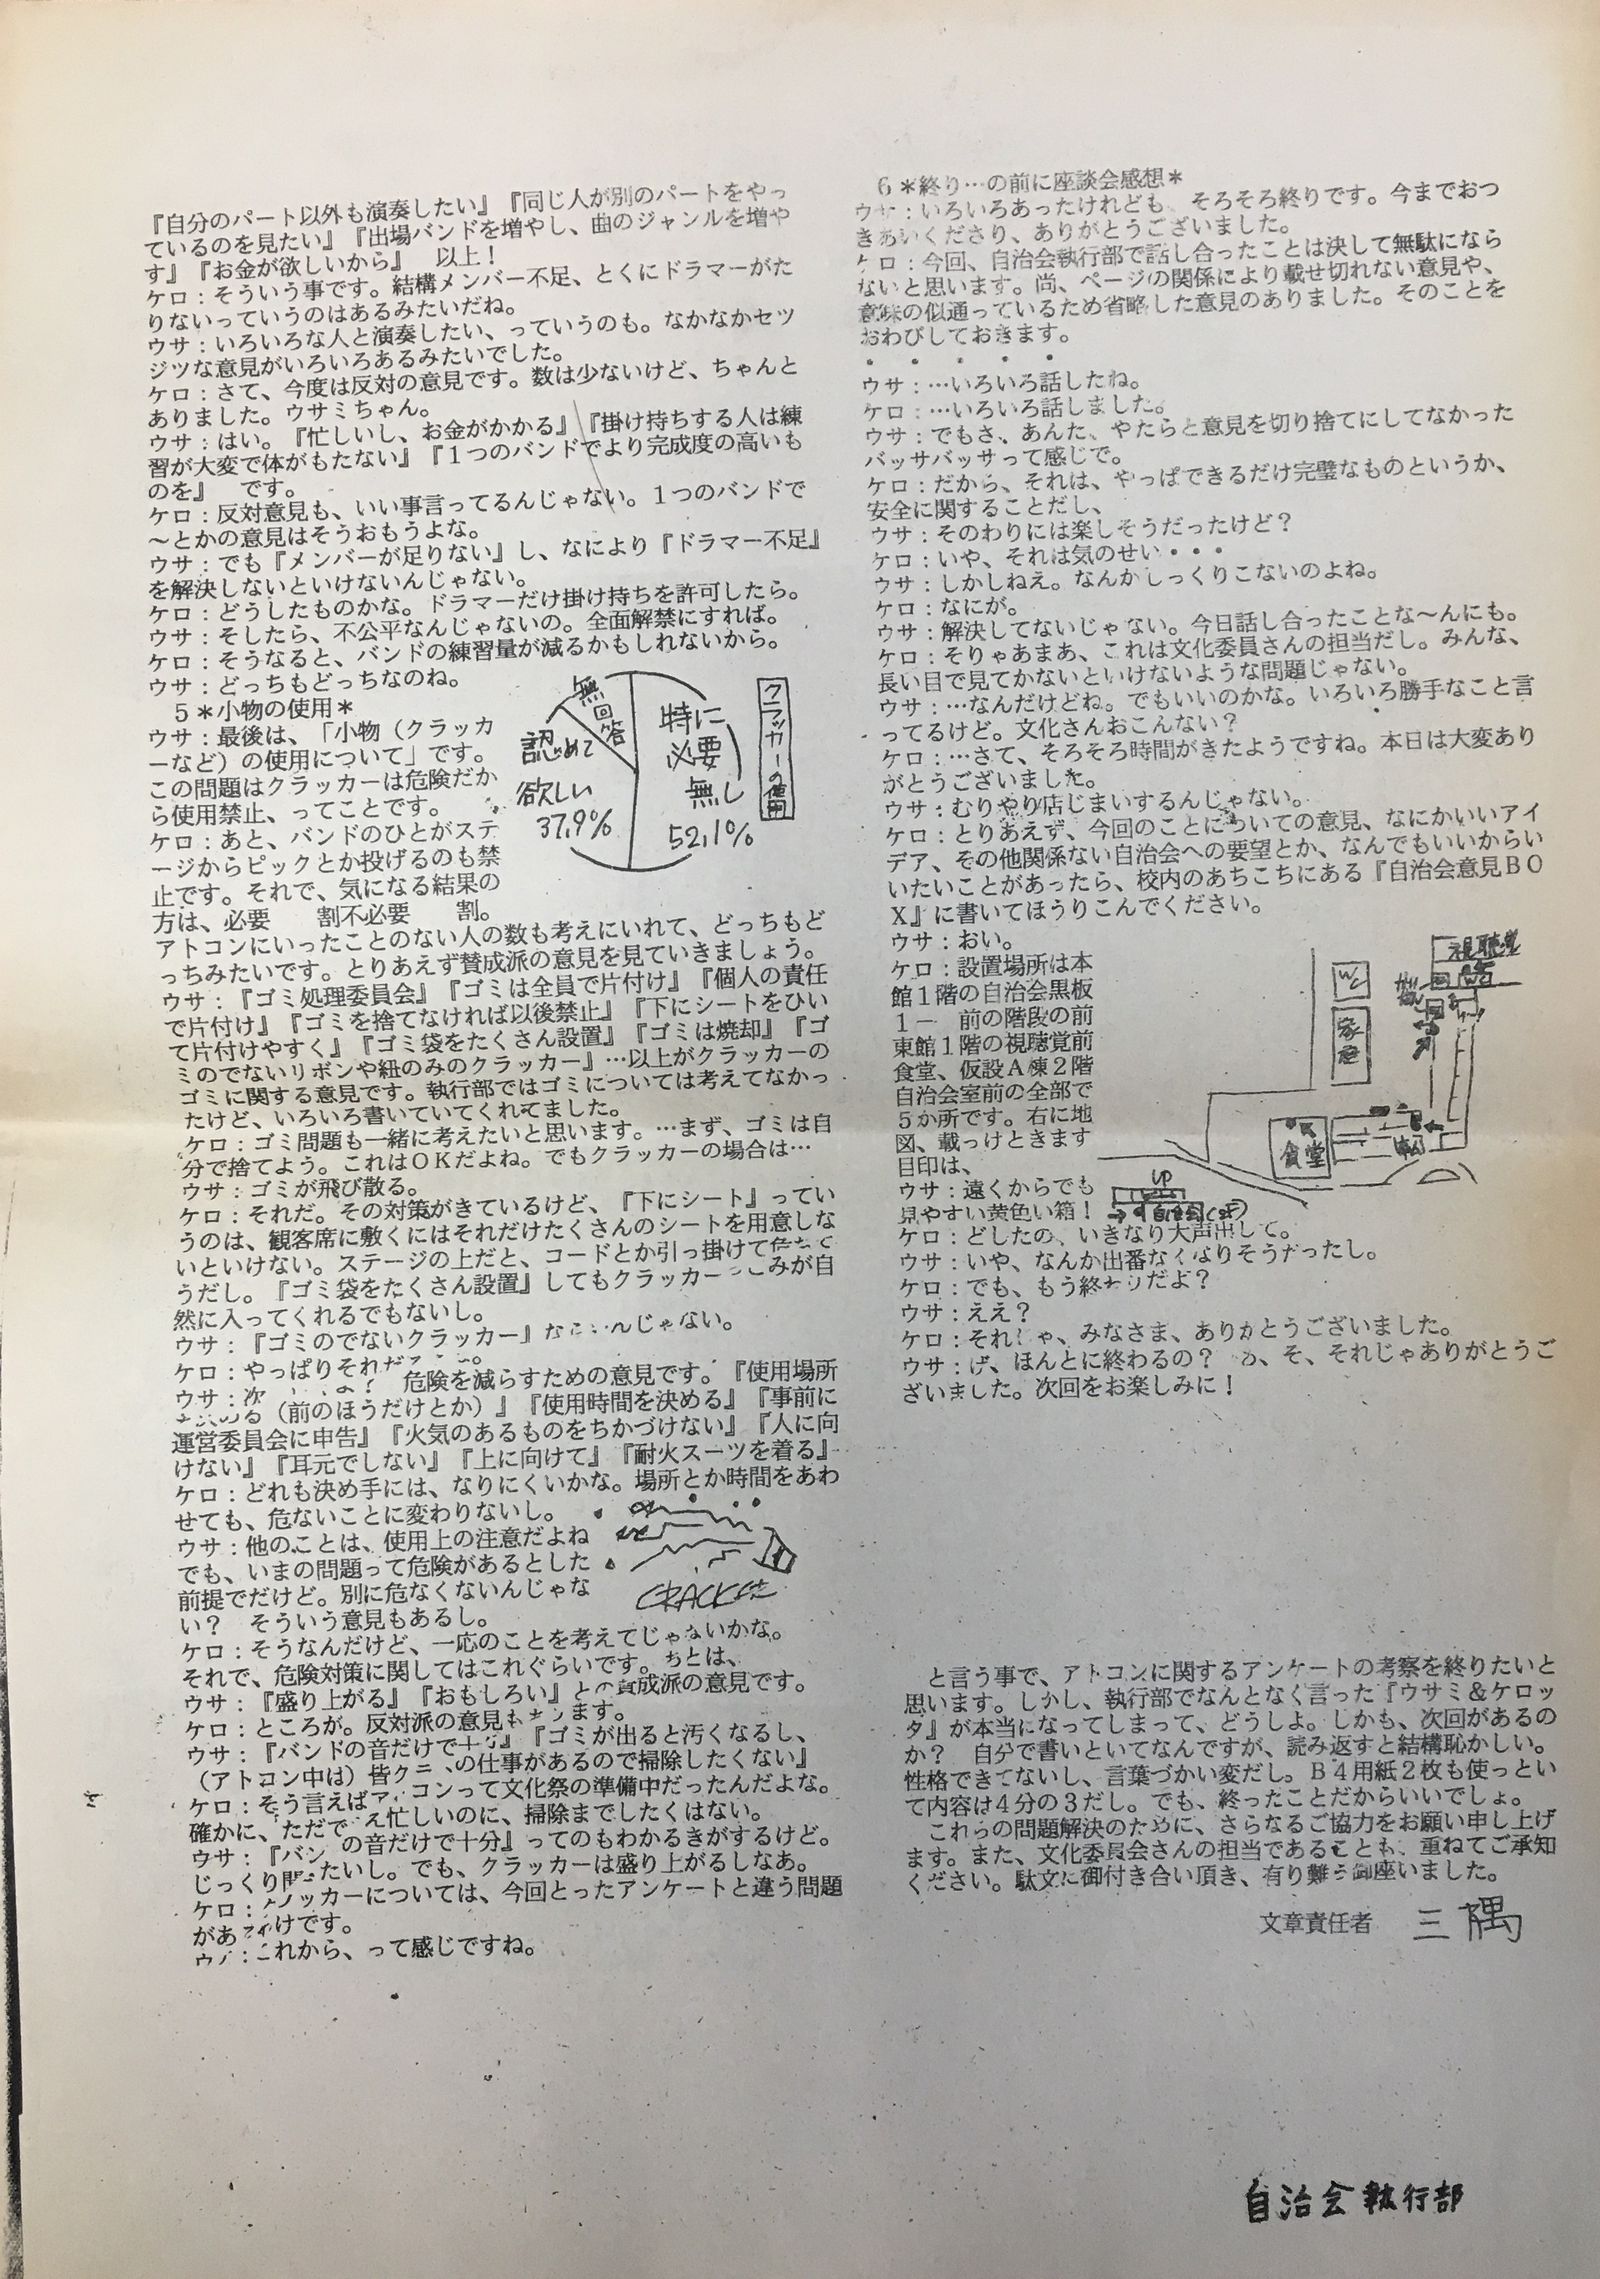 『自分のパート以外も演奏したい』『同じ人が別のパートをやっ
ているのを見たい』『出場バンドを増やし、曲のジャンルを増や
す』『お金が欲しいから』　以上！
ケロ：そういう事です。結構メンバー不足、とくにドラマーがた
りないっていうのはあるみたいだね。
ウサ：いろいろな人と演奏したい、っていうのも。なかなかセツ
ジツな意見がいろいろあるみたいでした。
ケロ：さて、今度は反対の意見です。数は少ないけど、ちゃんと
ありました。ウサミちゃん。
ウサ：はい。『忙しいし、お金がかかる』『掛け持ちする人は練
習が大変で体がもたない』『１つのバンドでより完成度の高いも
のを』　です。
ケロ：反対意見も、いい事言ってるんじゃない。１つのバンドで
～とかの意見はそうおもうよな。
ウサ：でも『メンバーが足りない』し、なにより『ドラマー不足』
を解決しないといけないんじゃない。
ケロ：どうしたものかな。ドラマーだけ掛け持ちを許可したら。
ウサ：そしたら、不公平なんじゃないの。全面解禁にすれば。
ケロ：そうなると、バンドの練習量が減るかもしれないから。
ウサ：どっちもどっちなのね。
５＊小物の使用＊
ウサ：最後は、「小物（クラッカ
ーなど）の使用について」です。
この問題はクラッカーは危険だか
ら使用禁止、ってことです。
ケロ：あと、バンドのひとがステ
ージからピックとか投げるのも禁
止です。それで、気になる結果の
方は、必要　　割不必要　　割。
クラッカーの使用
無回答
認めて
欲しい
37,9%
特に
必要
無し
52,1%
アトコンにいったことのない人の数も考えにいれて、どっちもど
っちみたいです。とりあえず賛成派の意見を見ていきましょう。
ウサ：『ゴミ処理委員会』『ゴミは全員で片付け』『個人の責任
で片付け』『ゴミを捨てなければ以後禁止』『下にシートをひい
て片付けやすく』『ゴミ袋をたくさん設置』『ゴミは焼却』『ゴ
ミのでないリボンや紐のみのクラッカー』…以上がクラッカーの
ゴミに関する意見です。執行部ではゴミについては考えてなかっ
たけど、いろいろ書いていてくれてました。
ケロ：ゴミ問題も一緒に考えたいと思います。…まず、ゴミは自
分で捨てよう。これはＯＫだよね。でもクラッカーの場合は…
ウサ：ゴミが飛び散る。
ケロ：それだ。その対策がきているけど、『下にシート』ってい
うのは、観客席に敷くにはそれだけたくさんのシートを用意しな
いといけない。ステージの上だと、コードとか引っ掛けて
うだし。『ゴミ袋をたくさん設置』してもクラッカー ごみが自
然に入ってくれるでもないし。
ウサ：『ゴミのでないクラッカー』な んじゃない。
ケロ：やっぱりそれだ
ウサ：次 危険を減らすための意見です。『使用場所
める（前のほうだけとか）』『使用時間を決める』『事前に
運営委員会に申告』『火気のあるものをちかづけない』『人に向
けない』『耳元でしない』『上に向けて』『耐火スーツを着る』
ケロ：どれも決め手には、なりにくいかな。場所とか時間をあわ
せても、危ないことに変わりないし。
ウサ：他のことは、使用上の注意だよね
でも、いまの問題って危険があるとした
前提でだけど。別に危なくないんじゃな
い？　そういう意見もあるし。
CRACKER
ケロ：そうなんだけど、一応のことを考えてじゃないかな。
それで、危険対策に関してはこれぐらいです。あとは、
ウサ：『盛り上がる』『おもしろい』との賛成派の意見です。
ケロ：ところが。反対派の意見もあります。
ウサ：『バンドの音だけで十分』『ゴミが出ると汚くなるし、
（アトコン中は）皆ク の仕事があるので掃除したくない』
ケロ：そう言えばアトコンって文化祭の準備中だったんだよな。
確かに、ただでさえ忙しいのに、掃除までしたくはない。
ウサ：『バンドの音だけで十分』ってのもわかるきがするけど。
じっくり聞きたいし。でも、クラッカーは盛り上がるしなあ。
ケロ：クラッカーについては、今回とったアンケートと違う問題
があるわけです。
ウサ：これから、って感じですね。
６＊終り…の前に座談会感想＊
ウサ：いろいろあったけれども、そろそろ終りです。今までおつ
きあいくださり、ありがとうございました。
ケロ：今回、自治会執行部で話し合ったことは決して無駄になら
ないと思います。尚、ページの関係により載せ切れない意見や、
意味の似通っているため省略した意見のありました。そのことを
おわびしておきます。
・　・　・　・　・
ウサ：…いろいろ話したね。
ケロ：…いろいろ話しました。
ウサ：でもさ、あんた、やたらと意見を切り捨てにしてなかった
バッサバッサって感じで。
ケロ：だから、それは、やっぱできるだけ完璧なものというか、
安全に関することだし、
ウサ：そのわりには楽しそうだったけど？
ケロ：いや、それは気のせい・・・
ウサ：しかしねえ。なんかしっくりこないのよね。
ケロ：なにが。
ウサ：解決してないじゃない。今日話し合ったことな～んにも。
ケロ：そりゃあまあ、これは文化委員さんの担当だし。みんな、
長い目で見てかないといけないような問題じゃない。
ウサ：…なんだけどね。でもいいのかな。いろいろ勝手なこと言
ってるけど。文化さんおこんない？
ケロ：…さて、そろそろ時間がきたようですね。本日は大変あり
がとうございました。
ウサ：むりやり店じまいするんじゃない。
ケロ：とりあえず、今回のことについての意見、なにかいいアイ
デア、その他関係ない自治会への要望とか、なんでもいいからい
いたいことがあったら、校内のあちこちにある『自治会意見ＢＯ
Ｘ』に書いてほうりこんでください。
ウサ：おい。
ケロ：設置場所は本
館１階の自治会黒板
１－　前の階段の前
東館１階の視聴覚前
食堂、仮設Ａ棟２階
自治会室前の全部で
５か所です。右に地
図、載っけときます
目印は、
ウサ：遠くからでも
見やすい黄色い箱！
視聴覚
WC
家庭
食堂
UP
ケロ：どしたの、いきなり大声出して。
ウサ：いや、なんか出番なくなりそうだったし。
ケロ：でも、もう終わりだよ？
ウサ：ええ？
ケロ：それじゃ、みなさま、ありがとうございました。
ウサ：げ、ほんとに終わるの？　あ、そ、それじゃありがとうご
ざいました。次回をお楽しみに！
と言う事で、アトコンに関するアンケートの考察を終りたいと
思います。しかし、執行部でなんとなく言った『ウサミ＆ケロッ
タ』が本当になってしまって、どうしよ。しかも、次回があるの
か？　自分で書いといてなんですが、読み返すと結構恥かしい。
性格できてないし、言葉づかい変だし。Ｂ４用紙２枚も使っとい
て内容は４分の３だし。でも、終ったことだからいいでしょ。
これらの問題解決のために、さらなるご協力をお願い申し上げ
ます。また、文化委員会さんの担当であることも、重ねてご承知
ください。駄文に御付き合い頂き、有り難う御座いました。
文章責任者　三隅
自治会執行部